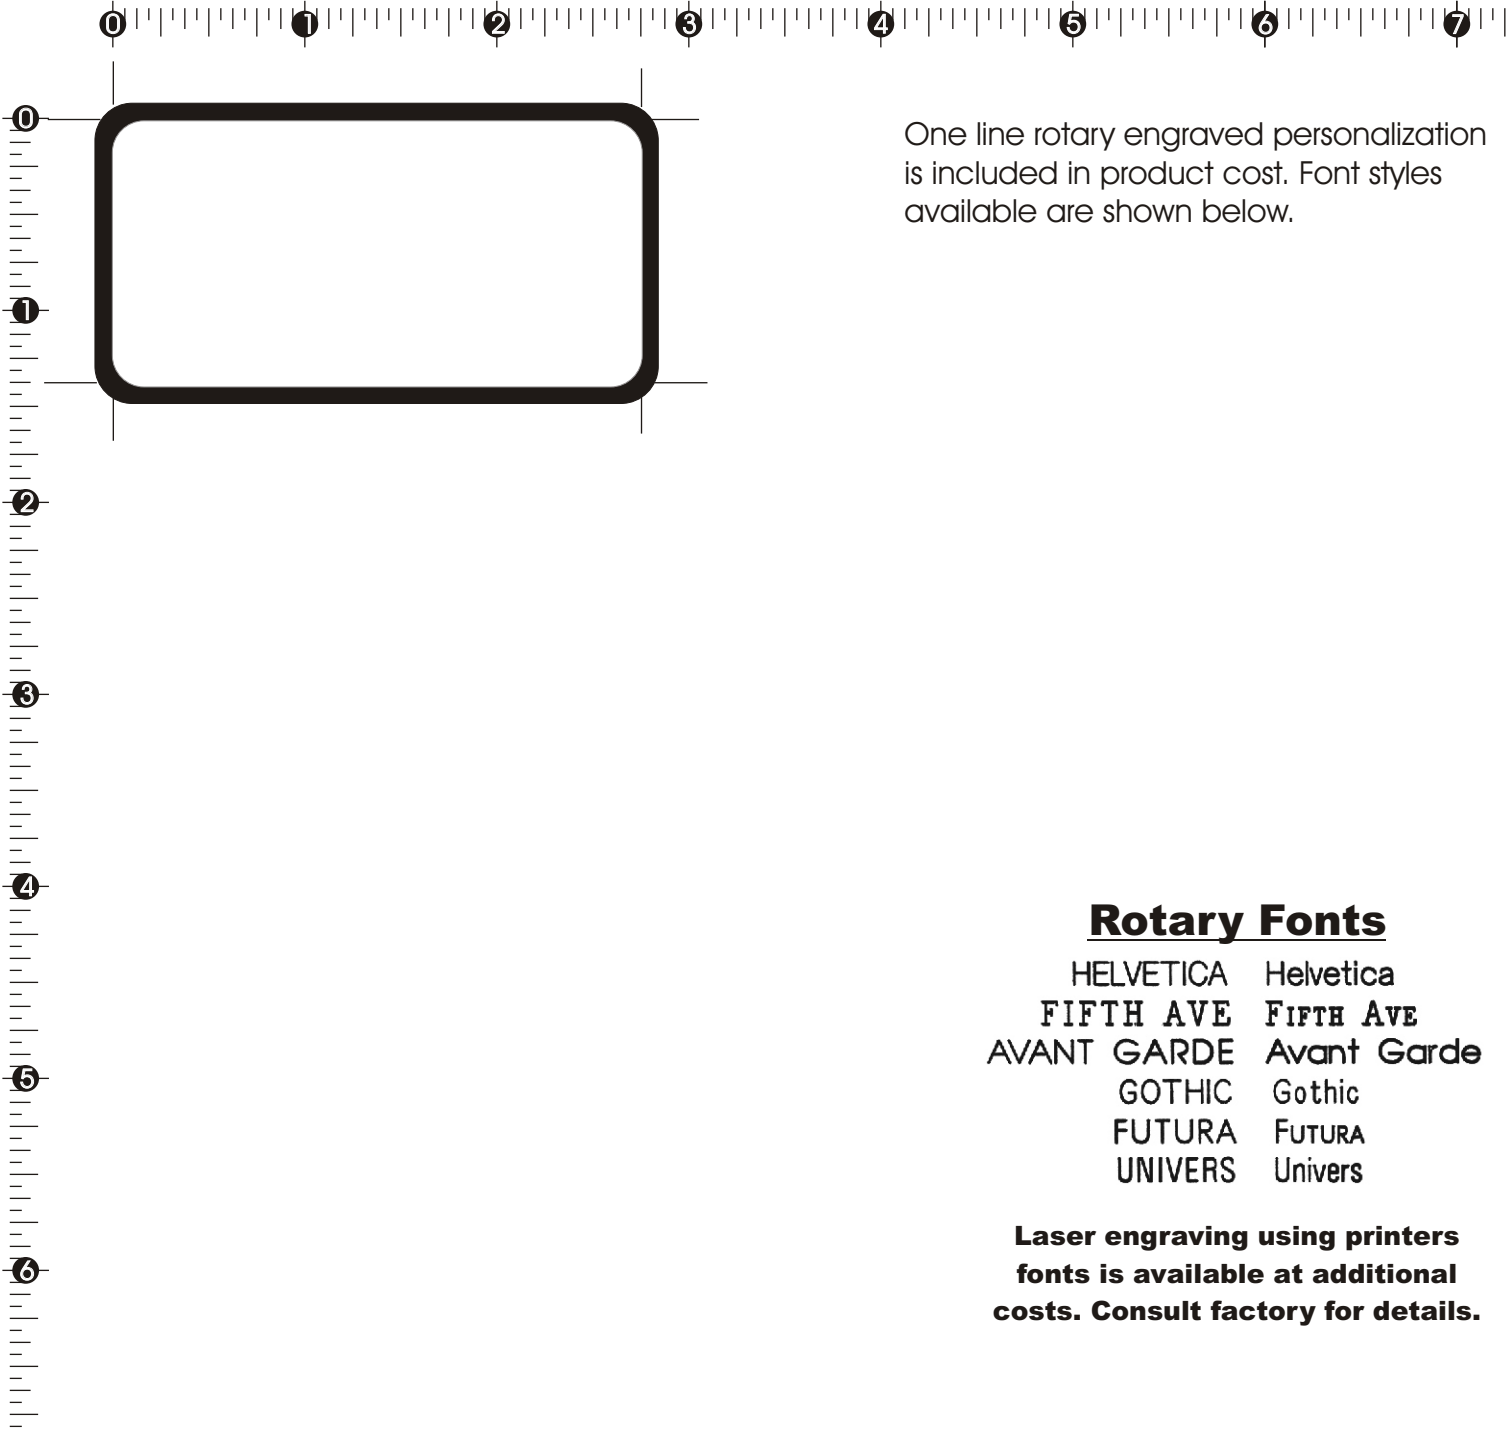 0 1 2 3 4 5 6 7
0
1
2
3
4
5
6
One line rotary engraved personalization
is included in product cost. Font styles
available are shown below.
Rotary Fonts
HELVETICA Helvetica
FIFTH AVE FIFTH AVE
AVANT GARDE Avant Garde
GOTHIC Gothic
FUTURA FUTURA
UNIVERS Univers
Laser engraving using printers
fonts is available at additional
costs. Consult factory for details.